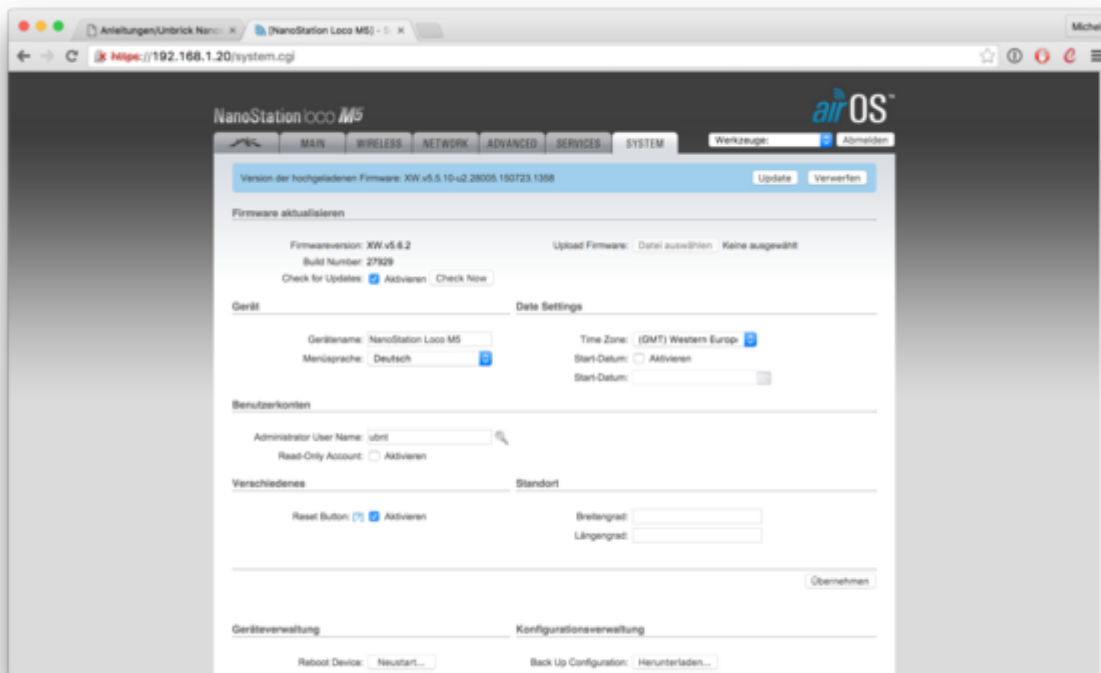 Anleitungen/Unbrick Nano
[NanoStation Loco M5] - S
Michel
https://192.168.1.20/system.cgi
NanoStation loco M5
airOS™
MAIN WIRELESS NETWORK ADVANCED SERVICES SYSTEM
Werkzeuge: Abmelden
Version der hochgeladenen Firmware: XW.v5.5.10-u2.28005.150723.1358 Update Verwerfen
Firmware aktualisieren
Firmwareversion: XW.v5.6.2 Upload Firmware: Datei auswählen Keine ausgewählt
Build Number: 27929
Check for Updates: Aktivieren Check Now
Gerät Date Settings
Gerätename: NanoStation Loco M5 Time Zone: (GMT) Western Europ
Menüsprache: Deutsch Start-Datum: Aktivieren
Start-Datum:
Benutzerkonten
Administrator User Name: ubnt
Read-Only Account: Aktivieren
Verschiedenes Standort
Reset Button: [?] Aktivieren Breitengrad:
Längengrad:
Übernehmen
Geräteverwaltung Konfigurationsverwaltung
Reboot Device: Neustart... Back Up Configuration: Herunterladen...